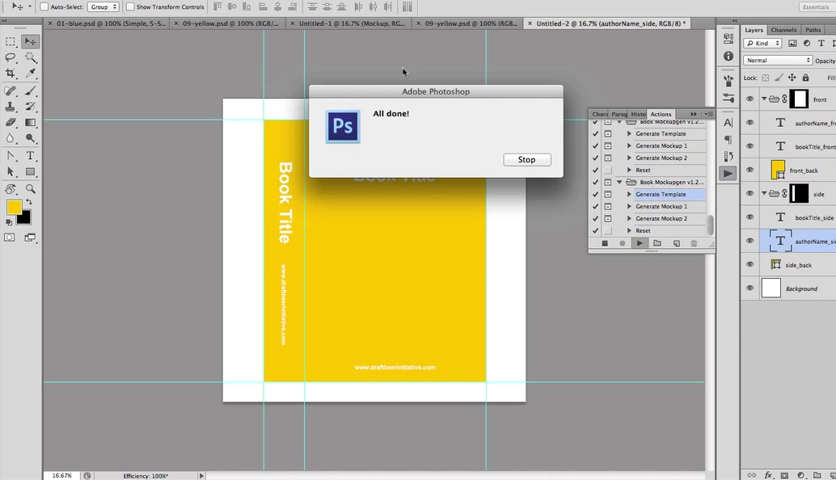 Auto-Select:
Group
Show Transform Controls
Essentials
01-blue.psd @ 100% (Simple, S-S...
09-yellow.psd @ 100% (RGB/...
Untitled-1 @ 16.7% (Mockup, RG...
09-yellow.psd @ 100% (RGB...
Untitled-2 @ 16.7% (authorName_side, RGB/8) *
Adobe Photoshop
Ps
All done!
Stop
Book Title
Book Title
www.draftbeerinitiative.com
www.draftbeerinitiative.com
Histo
Actions
Book Mockupgen v1.2...
Generate Template
Generate Mockup 1
Generate Mockup 2
Reset
Book Mockupgen v1.2...
Generate Template
Generate Mockup 1
Generate Mockup 2
Reset
Layers
Channels
Paths
Kind
Normal
Opacity
Lock:
front
authorName_fr
bookTitle_front
front_back
side
bookTitle_side
authorName_si
side_back
Background
16.67%
Efficiency: 100%*